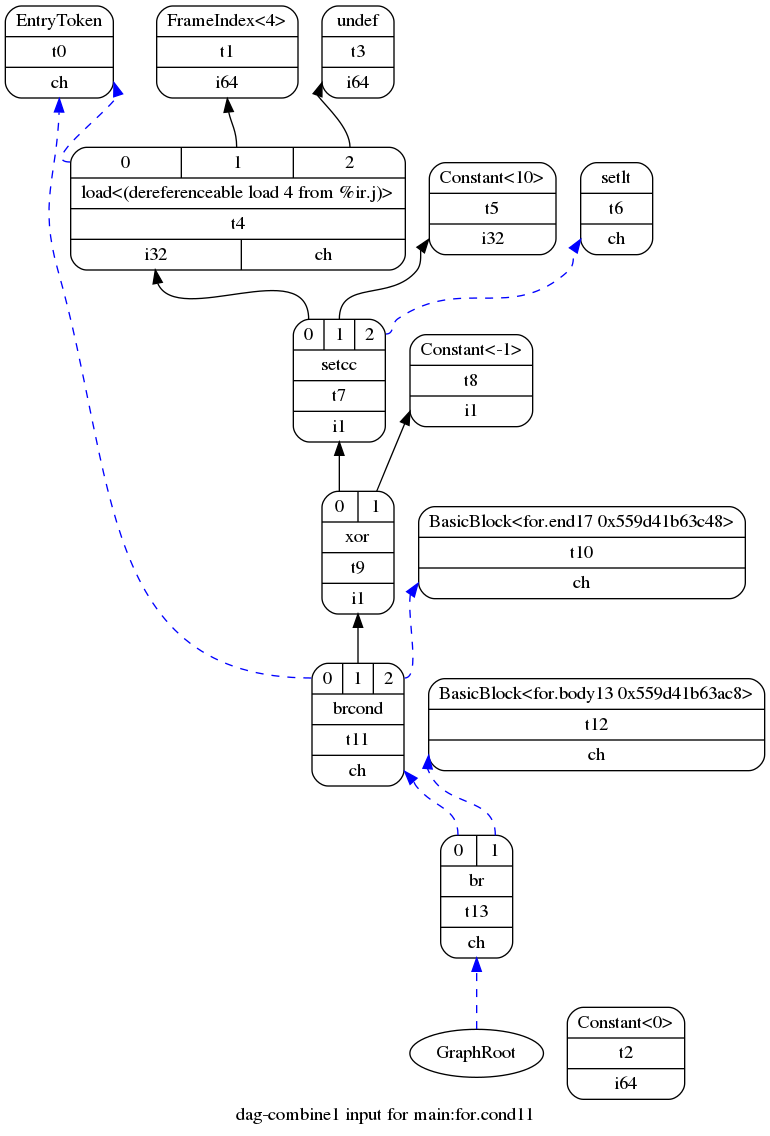 EntryToken
t0
ch
FrameIndex<4>
t1
i64
undef
t3
i64
0 1 2
load<(dereferenceable load 4 from %ir.j)>
t4
i32 ch
Constant<10>
t5
i32
setlt
t6
ch
0 1 2
setcc
t7
i1
Constant<-1>
t8
i1
0 1
xor
t9
i1
BasicBlock<for.end17 0x559d41b63c48>
t10
ch
0 1 2
brcond
t11
ch
BasicBlock<for.body13 0x559d41b63ac8>
t12
ch
0 1
br
t13
ch
GraphRoot
Constant<0>
t2
i64
dag-combine1 input for main:for.cond11